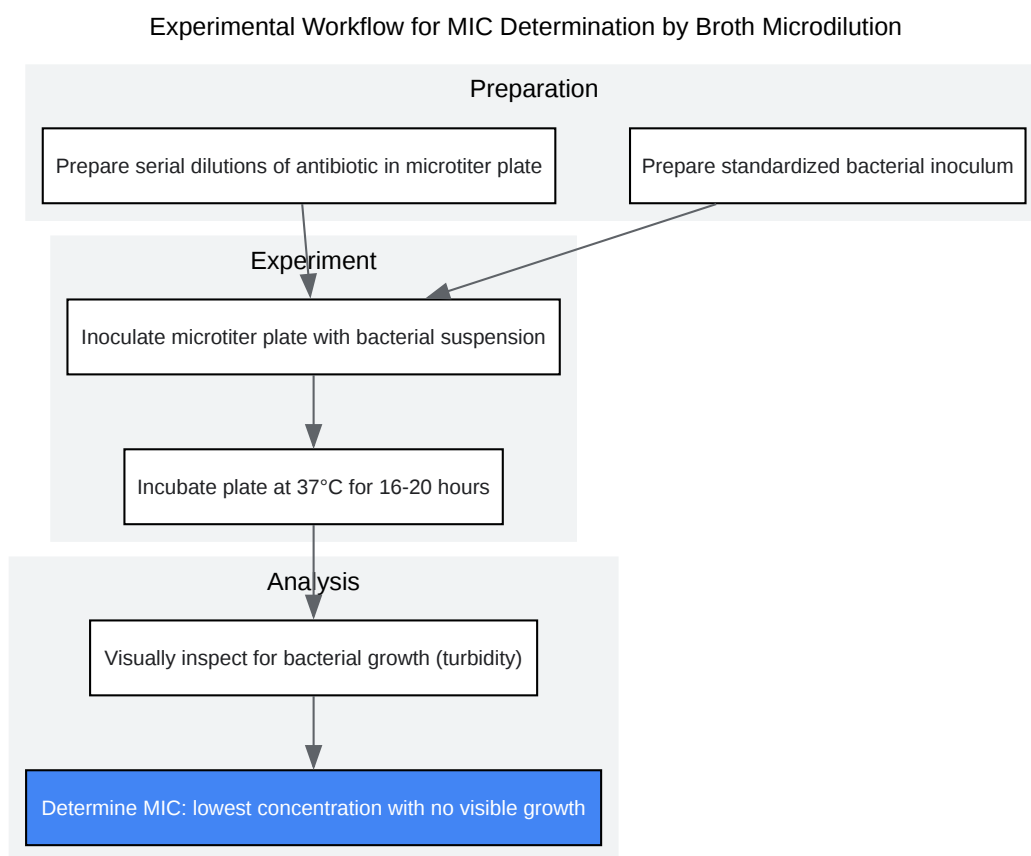 Experimental Workflow for MIC Determination by Broth Microdilution
Preparation
Prepare serial dilutions of antibiotic in microtiter plate
Prepare standardized bacterial inoculum
Experiment
Inoculate microtiter plate with bacterial suspension
Incubate plate at 37°C for 16-20 hours
Analysis
Visually inspect for bacterial growth (turbidity)
Determine MIC: lowest concentration with no visible growth